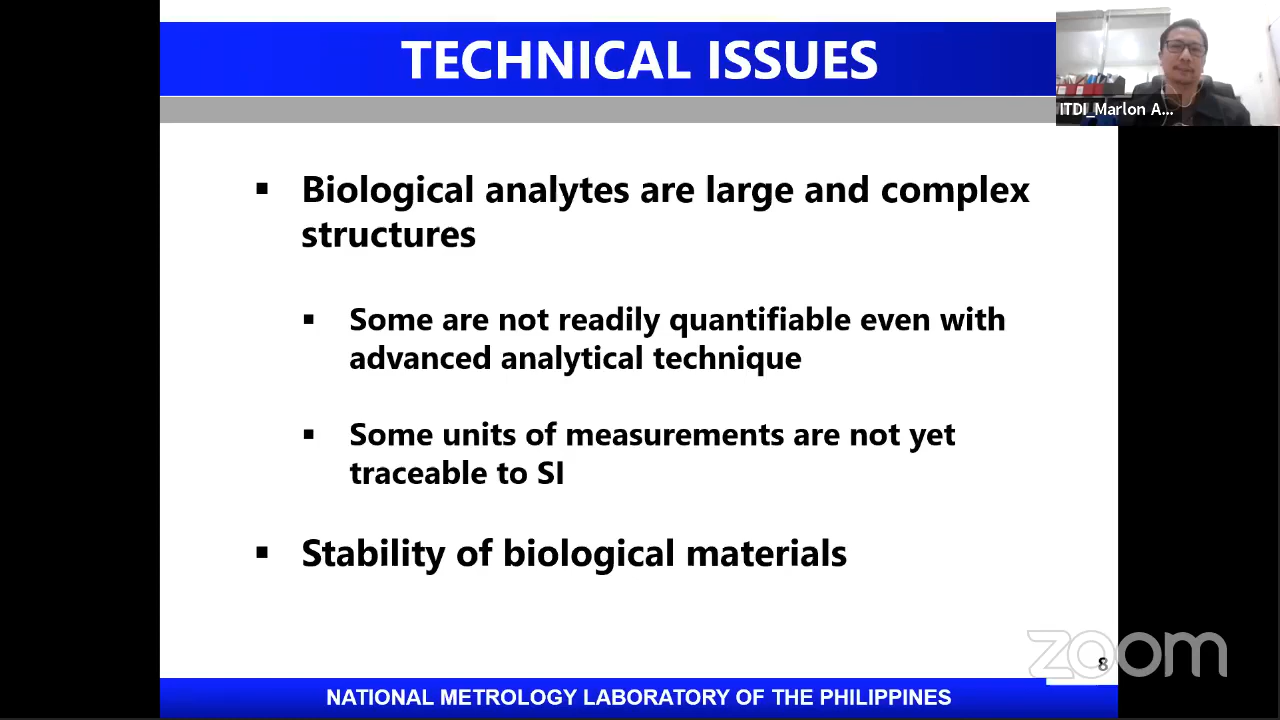 TECHNICAL ISSUES
ITDI_Marlon A...
▪ Biological analytes are large and complex
structures
▪ Some are not readily quantifiable even with
advanced analytical technique
▪ Some units of measurements are not yet
traceable to SI
▪ Stability of biological materials
zoom
8
NATIONAL METROLOGY LABORATORY OF THE PHILIPPINES